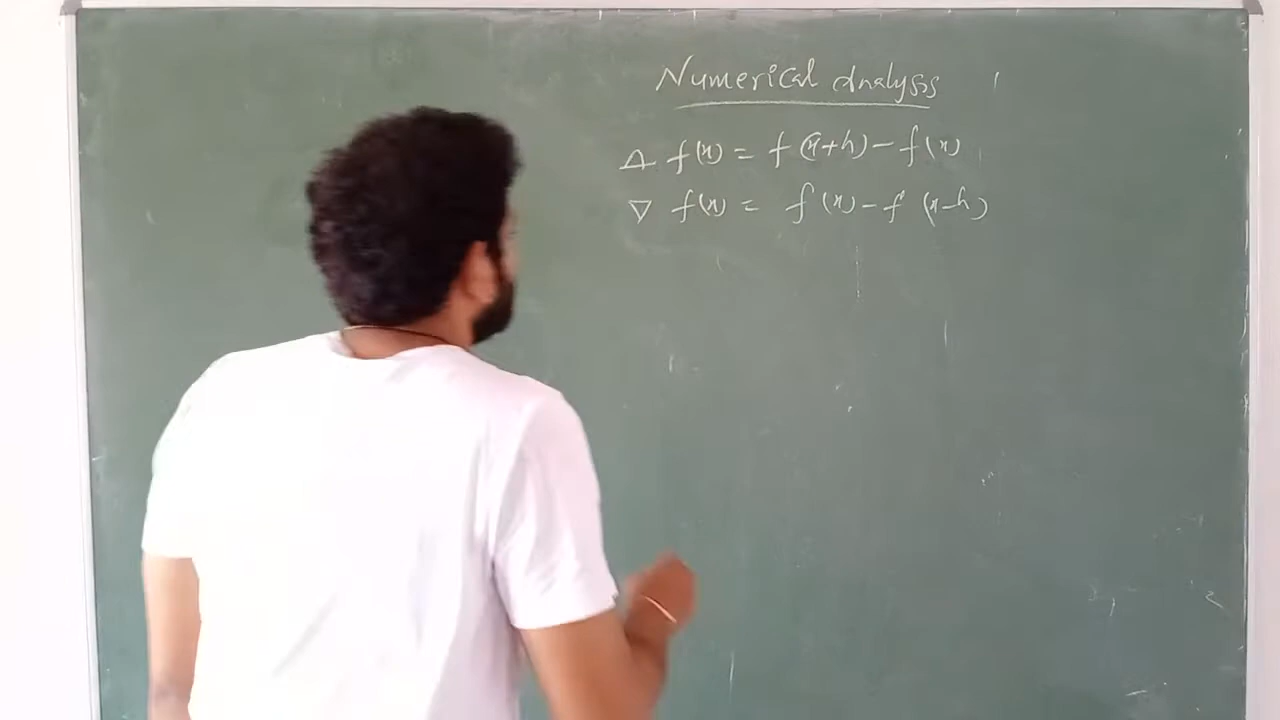 Numerical Analysis
Δ f(x) = f(x+h) - f(x)
∇ f(x) = f(x) - f(x-h)